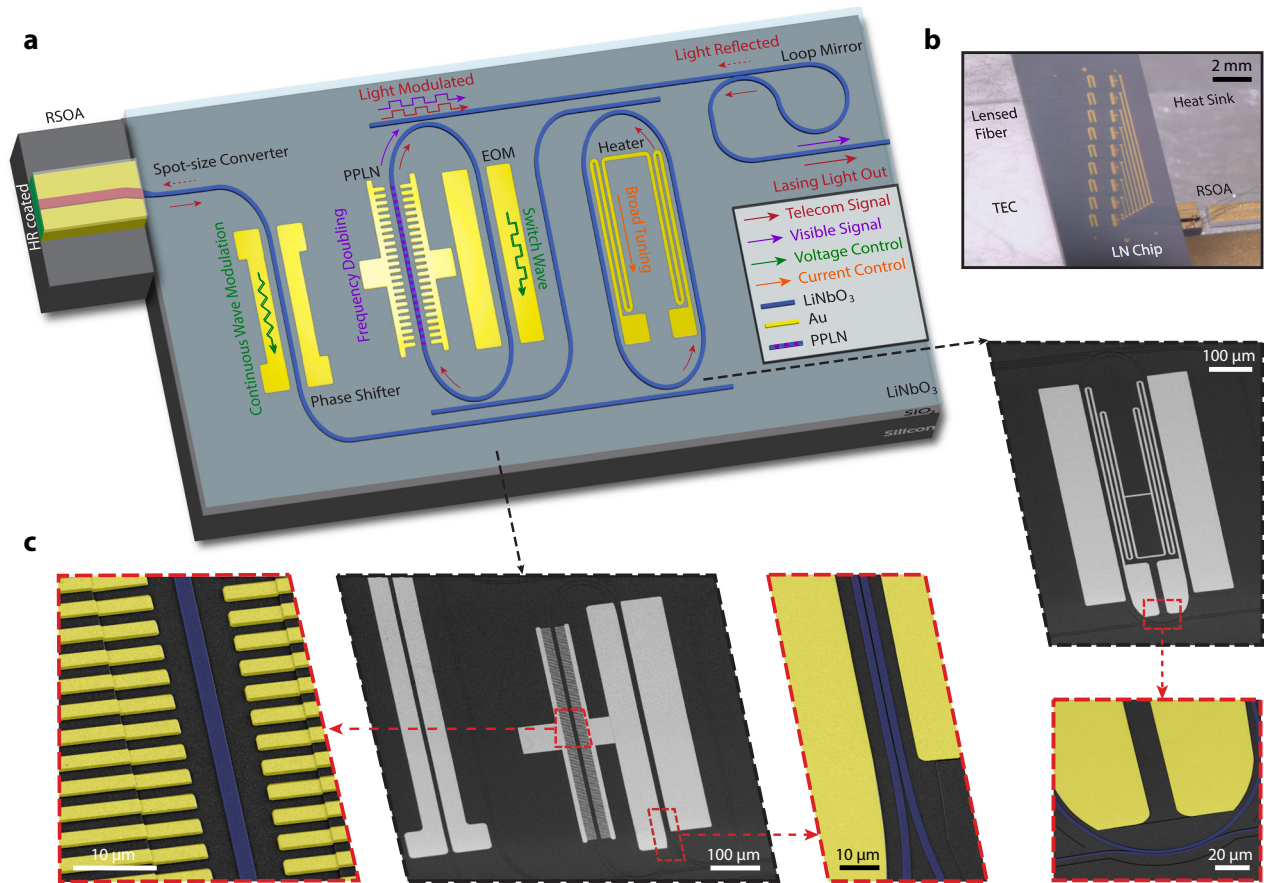 a
RSOA
HR coated
Spot-size Converter
Continuous Wave Modulation
Phase Shifter
Light Modulated
PPLN
Frequency Doubling
EOM
Switch Wave
Heater
Broad Tuning
Light Reflected
Loop Mirror
Lasing Light Out
Telecom Signal
Visible Signal
Voltage Control
Current Control
LiNbO₃
Au
PPLN
LiNbO₃
SiO₂
Silicon
b
2 mm
Lensed
Fiber
Heat Sink
TEC
RSOA
LN Chip
100 μm
c
10 μm
100 μm
10 μm
20 μm